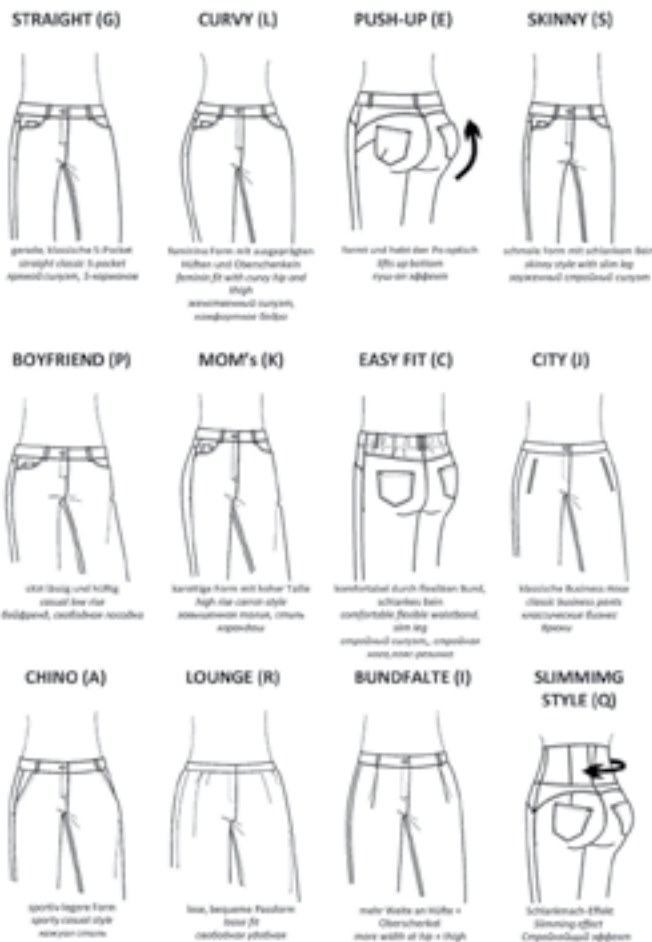 STRAIGHT (G)
CURVY (L)
PUSH-UP (E)
SKINNY (S)
gerade, klassische 5-Pocket
straight classic 5 pocket
прямой силуэт, 5-карманов
feminine Form mit ausgeprägten
Hüften und Oberschenkeln
feminin fit with curvy hip and
thigh
женственный силуэт,
комфортное бедро
formt und hebt den Po optisch
lifts up bottom
пуш-ап эффект
schmale Form mit schlankem Bein
skinny style with slim leg
зауженный стройный силуэт
BOYFRIEND (P)
MOM's (K)
EASY FIT (C)
CITY (J)
sitzt lässig und hüftig
casual low rise
бойфренд, свободная посадка
karottige Form mit hoher Taille
high rise carrot style
завышенная талия, стиль
карандаш
komfortabel durch flexiblen Bund,
schlankes Bein
comfortable flexible waistband,
slim leg
стройный силуэт, стройная
нога, пояс-резинка
klassische Business Hose
classic business pants
классические бизнес
брюки
CHINO (A)
LOUNGE (R)
BUNDFALTE (I)
SLIMMIMG
STYLE (Q)
sportiv-legere Form
sporty casual style
кежуал стиль
lose, bequeme Passform
loose fit
свободная удобная
mehr Weite an Hüfte +
Oberschenkel
more width at hip + thigh
Schlankmach-Effekt
Slimming effect
Стройнящий эффект